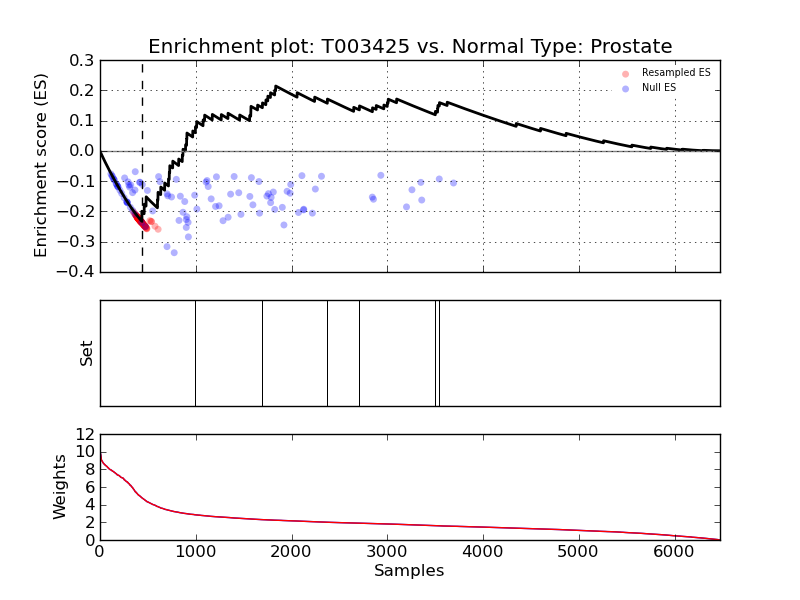 Enrichment plot: T003425 vs. Normal Type: Prostate
Enrichment score (ES)
0.3
0.2
0.1
0.0
−0.1
−0.2
−0.3
−0.4
Resampled ES
Null ES
Set
Weights
12
10
8
6
4
2
0
0 1000 2000 3000 4000 5000 6000
Samples